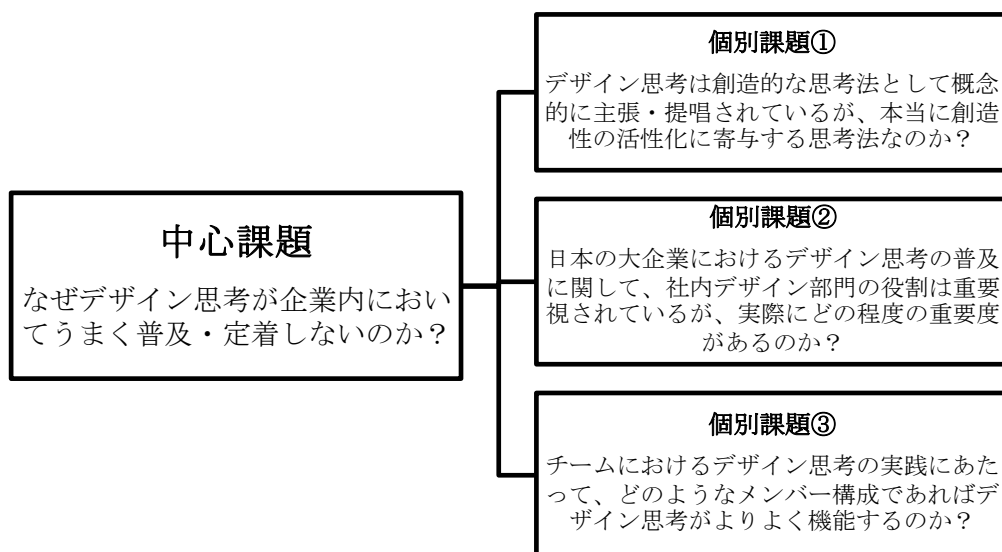 中心課題
なぜデザイン思考が企業内におい
てうまく普及・定着しないのか？
個別課題①
デザイン思考は創造的な思考法として概念
的に主張・提唱されているが、本当に創造
性の活性化に寄与する思考法なのか？
個別課題②
日本の大企業におけるデザイン思考の普及
に関して、社内デザイン部門の役割は重要
視されているが、実際にどの程度の重要度
があるのか？
個別課題③
チームにおけるデザイン思考の実践にあた
って、どのようなメンバー構成であればデ
ザイン思考がよりよく機能するのか？